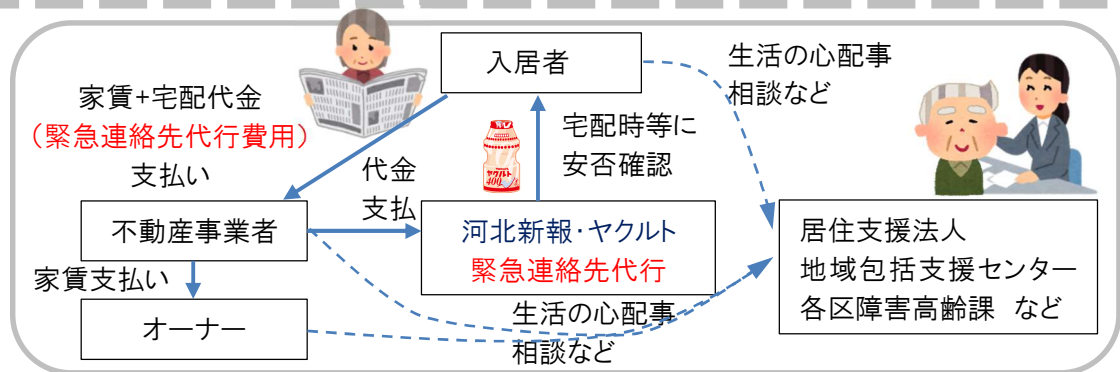 入居者
生活の心配事
相談など
家賃+宅配代金
(緊急連絡先代行費用)
支払い
代金
支払
ヤクルト
400
宅配時等に
安否確認
不動産事業者
河北新報・ヤクルト
緊急連絡先代行
居住支援法人
地域包括支援センター
各区障害高齢課 など
家賃支払い
オーナー
生活の心配事
相談など